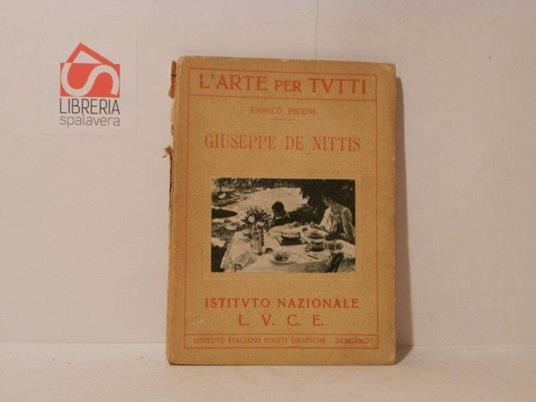 LIBRERIA
spalavera
L'ARTE PER TVTTI
ENRICO PICENI
GIUSEPPE DE NITTIS
ISTITVTO NAZIONALE
L. V. C. E.
ISTITUTO ITALIANO D'ARTI GRAFICHE - BERGAMO